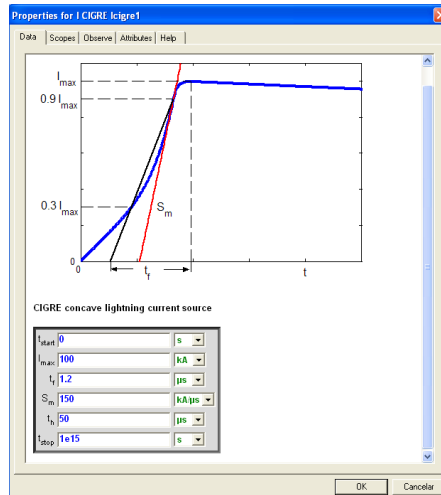 Properties for I CIGRE Icigre1
Data Scopes Observe Attributes Help
I max
0.9 I max
0.3 I max
S m
0
0 t f t
CIGRE concave lightning current source
t start 0 s
I max 100 kA
t f 1.2 µs
S m 150 kA/µs
t h 50 µs
t stop 1e15 s
OK Cancelar